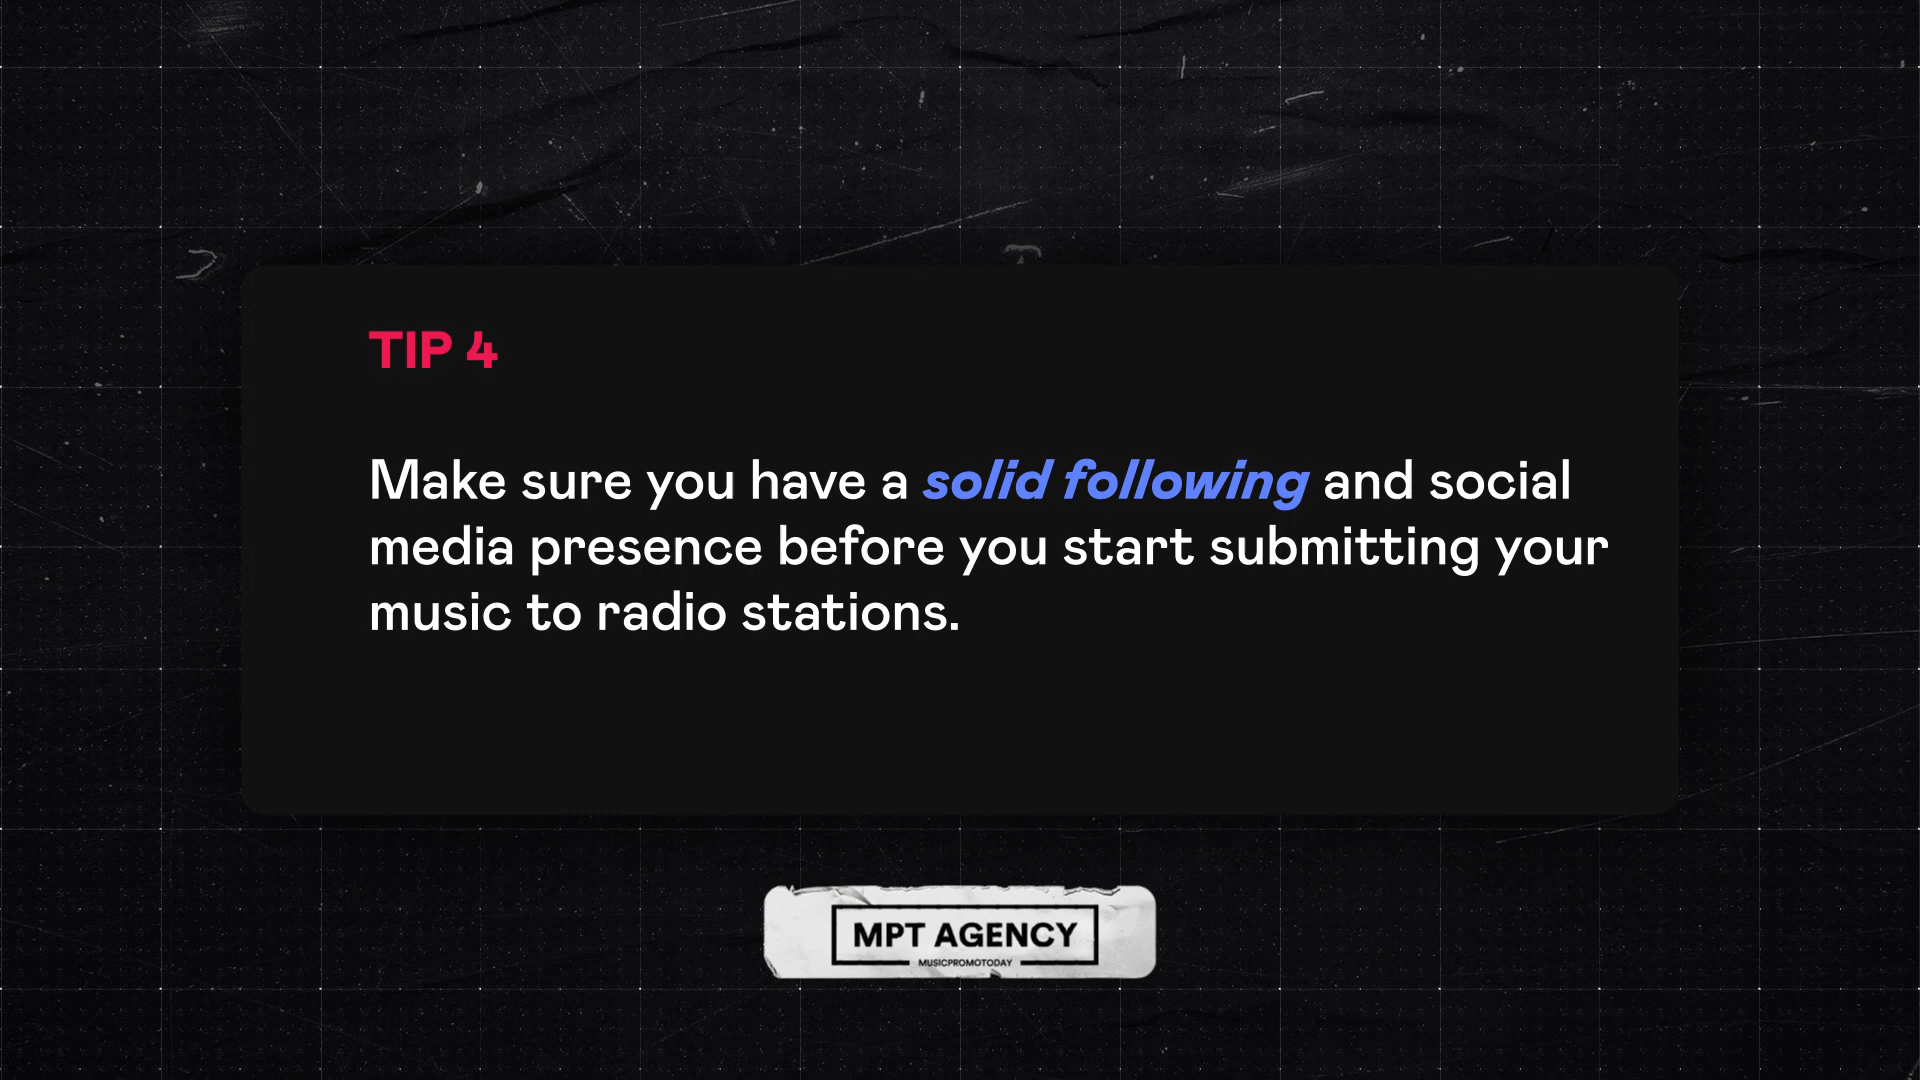 TIP 4
Make sure you have a solid following and social
media presence before you start submitting your
music to radio stations.
MPT AGENCY
MUSICPROMOTODAY